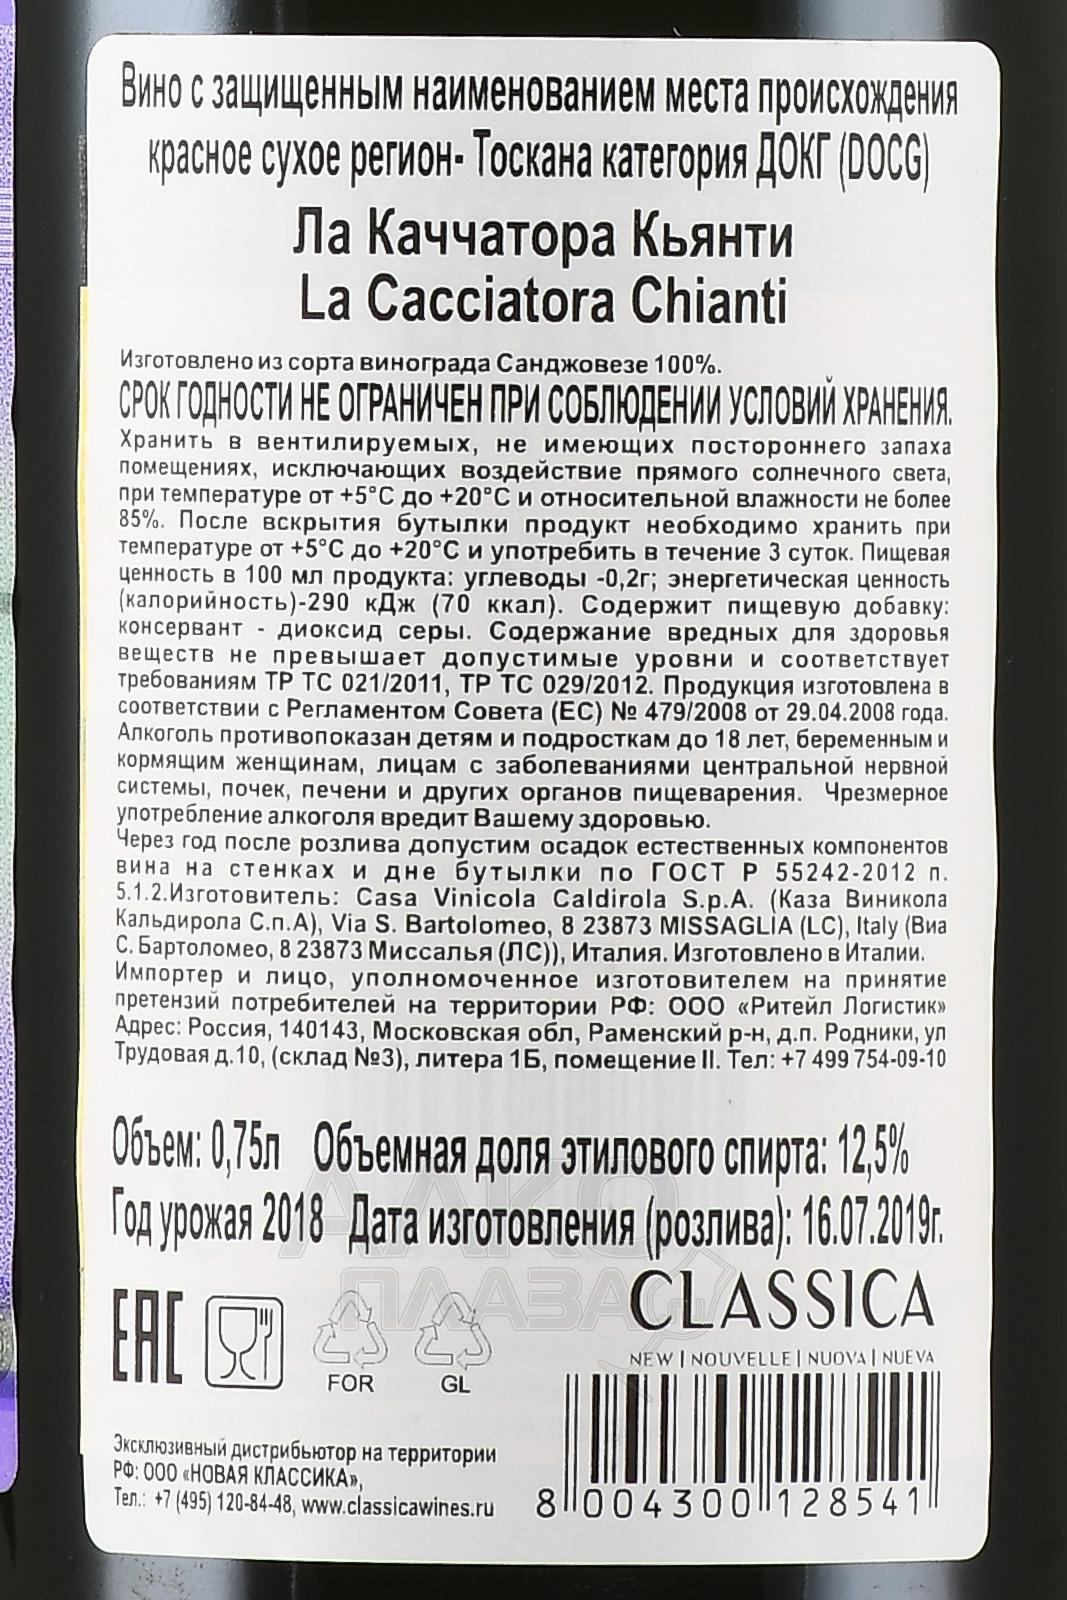 Вино с защищенным наименованием места происхождения
красное сухое регион- Тоскана категория ДОКГ (DOCG)
Ла Каччатора Кьянти
La Cacciatora Chianti
Изготовлено из сорта винограда Санджовезе 100%.
СРОК ГОДНОСТИ НЕ ОГРАНИЧЕН ПРИ СОБЛЮДЕНИИ УСЛОВИЙ ХРАНЕНИЯ.
Хранить в вентилируемых, не имеющих постороннего запаха
помещениях, исключающих воздействие прямого солнечного света,
при температуре от +5°С до +20°С и относительной влажности не более
85%. После вскрытия бутылки продукт необходимо хранить при
температуре от +5°С до +20°С и употребить в течение 3 суток. Пищевая
ценность в 100 мл продукта: углеводы -0,2г; энергетическая ценность
(калорийность)-290 кДж (70 ккал). Содержит пищевую добавку:
консервант - диоксид серы. Содержание вредных для здоровья
веществ не превышает допустимые уровни и соответствует
требованиям ТР ТС 021/2011, ТР ТС 029/2012. Продукция изготовлена в
соответствии с Регламентом Совета (ЕС) № 479/2008 от 29.04.2008 года.
Алкоголь противопоказан детям и подросткам до 18 лет, беременным и
кормящим женщинам, лицам с заболеваниями центральной нервной
системы, почек, печени и других органов пищеварения. Чрезмерное
употребление алкоголя вредит Вашему здоровью.
Через год после розлива допустим осадок естественных компонентов
вина на стенках и дне бутылки по ГОСТ Р 55242-2012 п.
5.1.2.Изготовитель: Casa Vinicola Caldirola S.p.A. (Каза Виникола
Кальдирола С.п.А), Via S. Bartolomeo, 8 23873 MISSAGLIA (LC), Italy (Виа
С. Бартоломео, 8 23873 Миссалья (ЛС)), Италия. Изготовлено в Италии.
Импортер и лицо, уполномоченное изготовителем на принятие
претензий потребителей на территории РФ: ООО «Ритейл Логистик»
Адрес: Россия, 140143, Московская обл, Раменский р-н, д.п. Родники, ул
Трудовая д.10, (склад №3), литера 1Б, помещение II. Тел: +7 499 754-09-10
Объем: 0,75л Объемная доля этилового спирта: 12,5%
Год урожая 2018 Дата изготовления (розлива): 16.07.2019г.
АЛКО
ПЛАЗА.ru
CLASSICA
NEW | NOUVELLE | NUOVA | NUEVA
EAC
FOR GL
Эксклюзивный дистрибьютор на территории
РФ: ООО «НОВАЯ КЛАССИКА»,
Тел.: +7 (495) 120-84-48, www.classicawines.ru
8 004300 128541